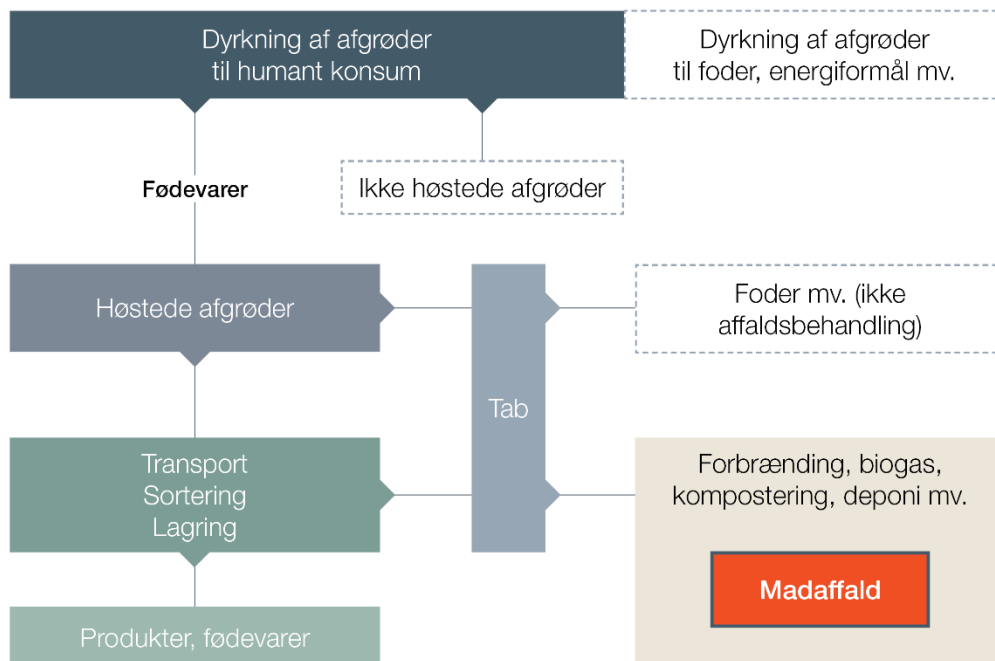 Dyrkning af afgrøder
til humant konsum
Dyrkning af afgrøder
til foder, energiformål mv.
Fødevarer
Ikke høstede afgrøder
Høstede afgrøder
Tab
Foder mv. (ikke
affaldsbehandling)
Transport
Sortering
Lagring
Forbrænding, biogas,
kompostering, deponi mv.
Madaffald
Produkter, fødevarer